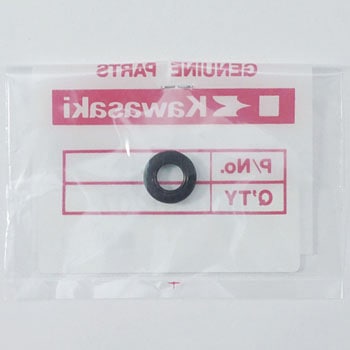 GENUINE PARTS
Kawasaki
P/No.
Q'TY